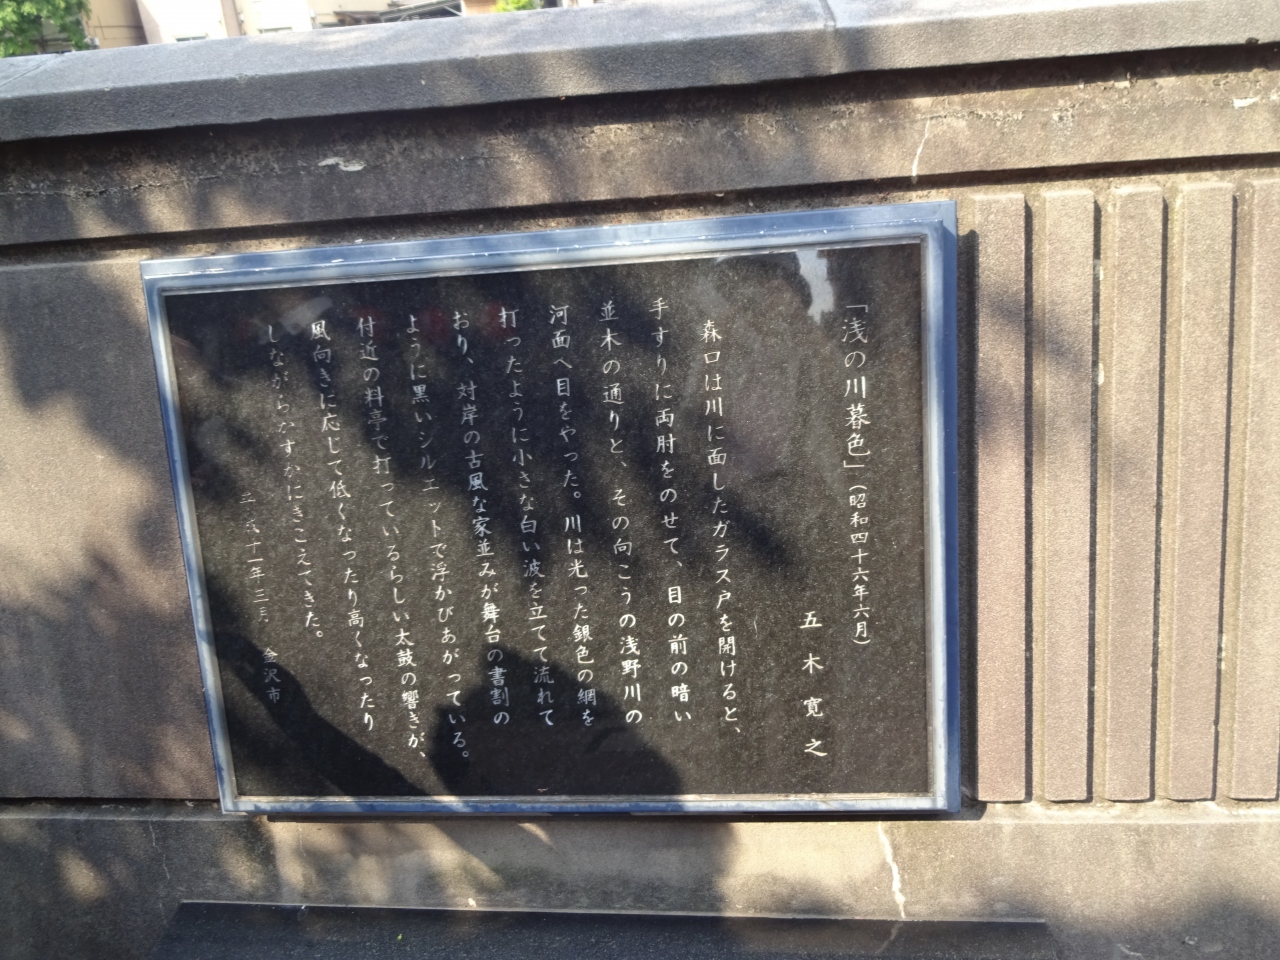 「浅の川暮色」(昭和四十六年六月)
五木寛之
森口は川に面したガラス戸を開けると、
手すりに両肘をのせて、目の前の暗い
並木の通りと、その向こうの浅野川の
河面へ目をやった。川は光った銀色の網を
打ったように小さな白い波を立てて流れて
おり、対岸の古風な家並みが舞台の書割の
ように黒いシルエットで浮かびあがっている。
付近の料亭で打っているらしい太鼓の響きが、
風向きに応じて低くなったり高くなったり
しながらかすかにきこえてきた。
十一年三月 金沢市